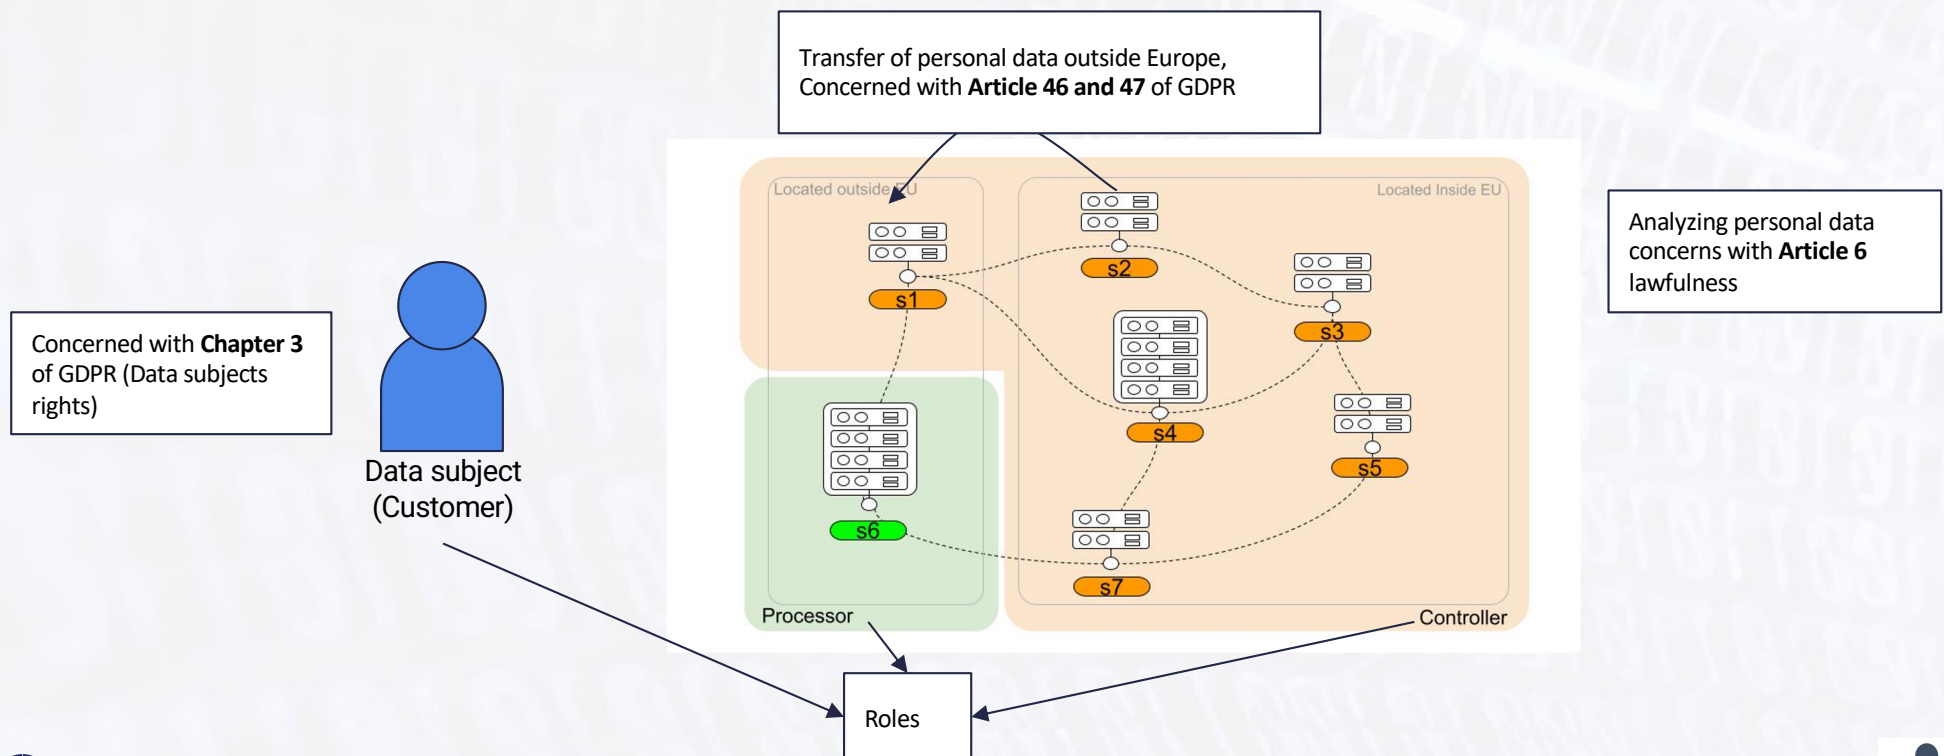 Transfer of personal data outside Europe,
Concerned with Article 46 and 47 of GDPR
Located outside EU
Located Inside EU
Analyzing personal data
concerns with Article 6
lawfulness
s2
s1
s3
Concerned with Chapter 3
of GDPR (Data subjects
rights)
s4
s5
Data subject
(Customer)
s6
s7
Processor
Controller
Roles